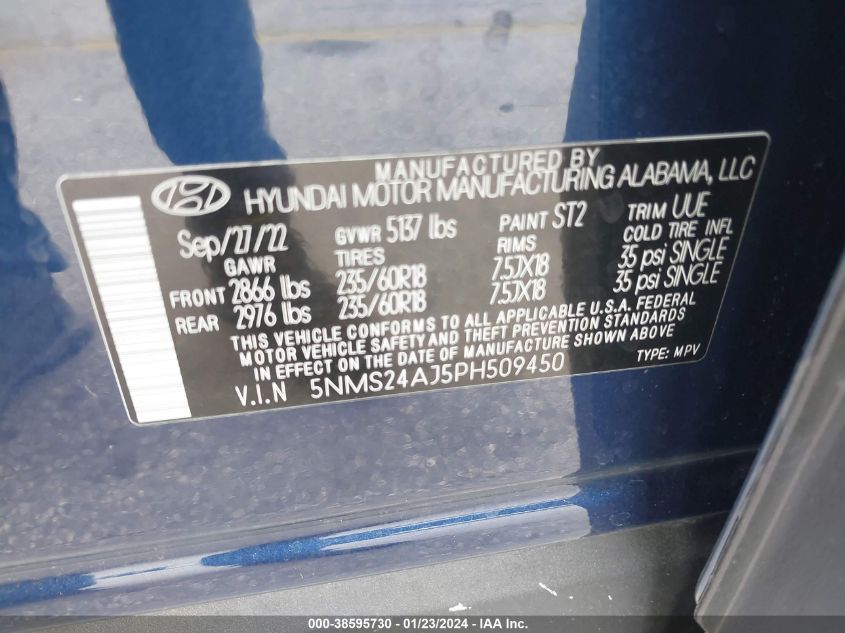 MANUFACTURED BY
HYUNDAI MOTOR MANUFACTURING ALABAMA, LLC
Sep/27/22 GVWR 5137 lbs PAINT ST2 TRIM UUE
GAWR TIRES RIMS COLD TIRE INFL
FRONT 2866 lbs 235/60R18 7.5JX18 35 psi SINGLE
REAR 2976 lbs 235/60R18 7.5JX18 35 psi SINGLE
THIS VEHICLE CONFORMS TO ALL APPLICABLE U.S.A. FEDERAL
MOTOR VEHICLE SAFETY AND THEFT PREVENTION STANDARDS
IN EFFECT ON THE DATE OF MANUFACTURE SHOWN ABOVE
V.I.N 5NMS24AJ5PH509450 TYPE: MPV
000-38595730 - 01/23/2024 - IAA Inc.